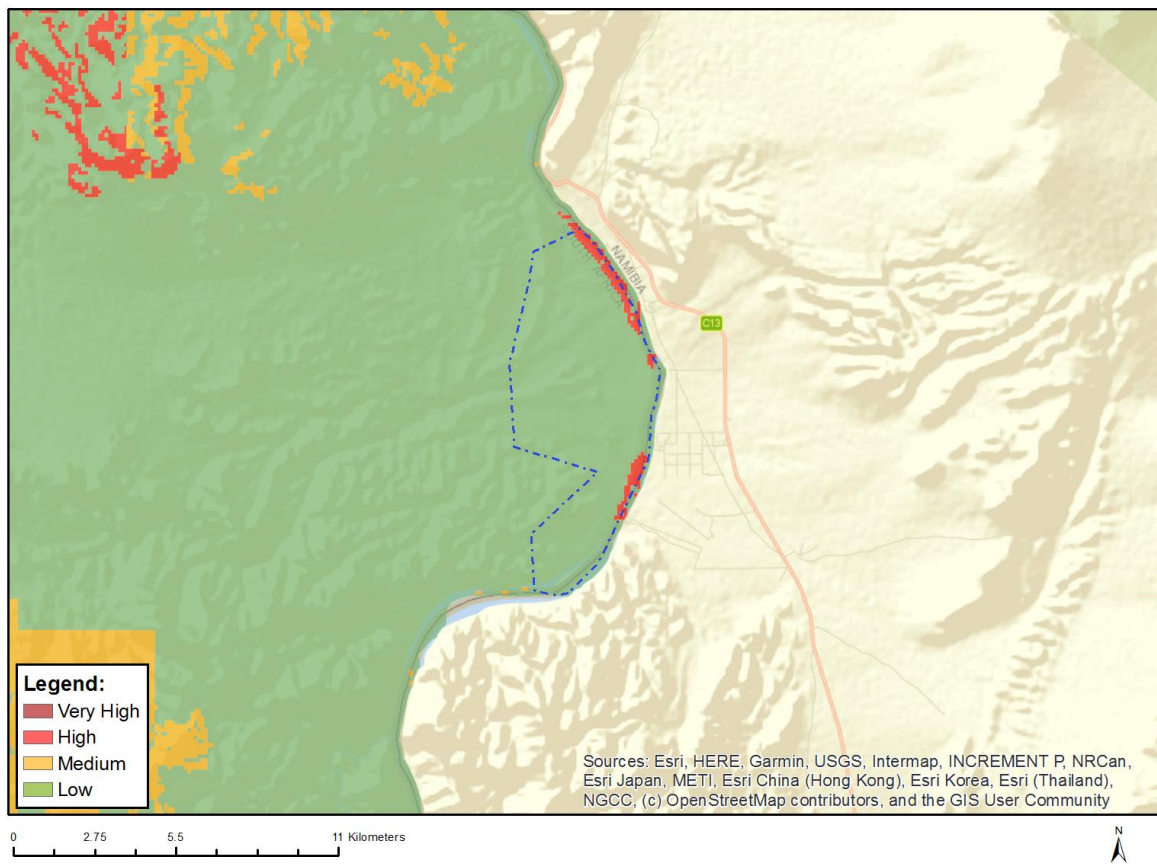 NAMIBIA
SOUTH AFRICA
C13
Legend:
Very High
High
Medium
Low
Sources: Esri, HERE, Garmin, USGS, Intermap, INCREMENT P, NRCan,
Esri Japan, METI, Esri China (Hong Kong), Esri Korea, Esri (Thailand),
NGCC, (c) OpenStreetMap contributors, and the GIS User Community
0 2.75 5.5 11 Kilometers
N